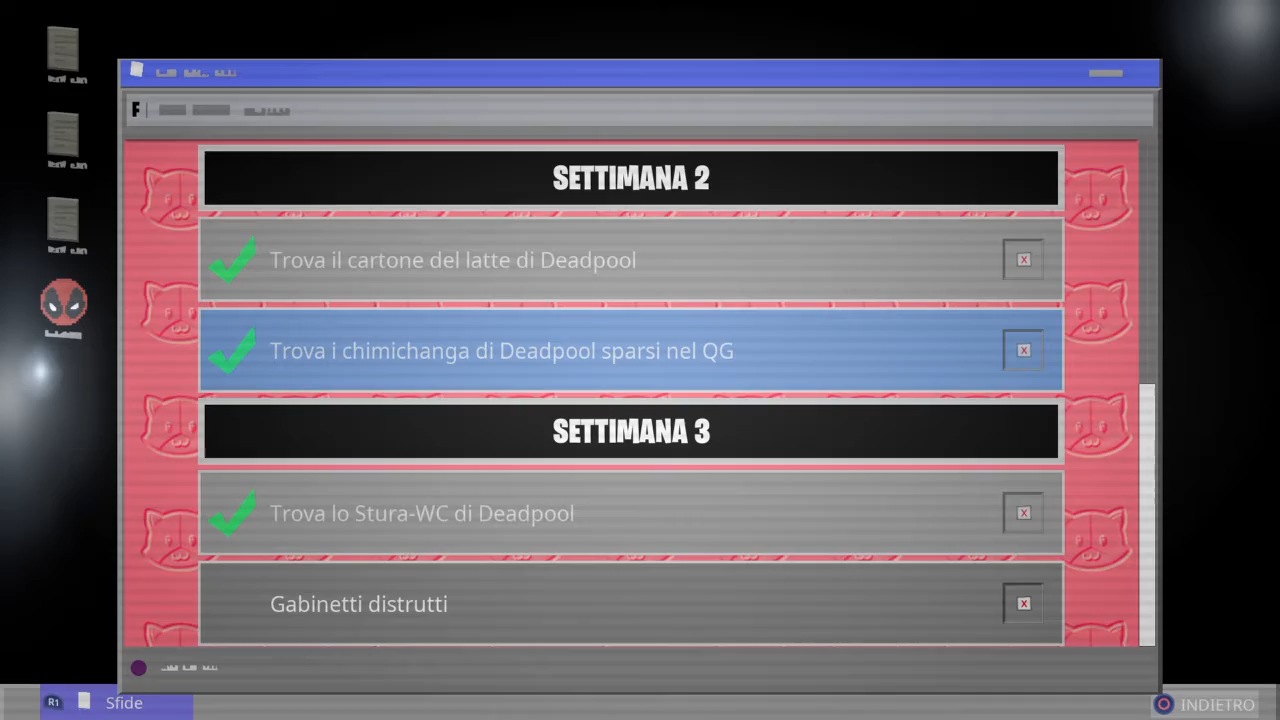 SETTIMANA 2
Trova il cartone del latte di Deadpool
x
Trova i chimichanga di Deadpool sparsi nel QG
x
SETTIMANA 3
Trova lo Stura-WC di Deadpool
x
Gabinetti distrutti
x
R1 Sfide
INDIETRO